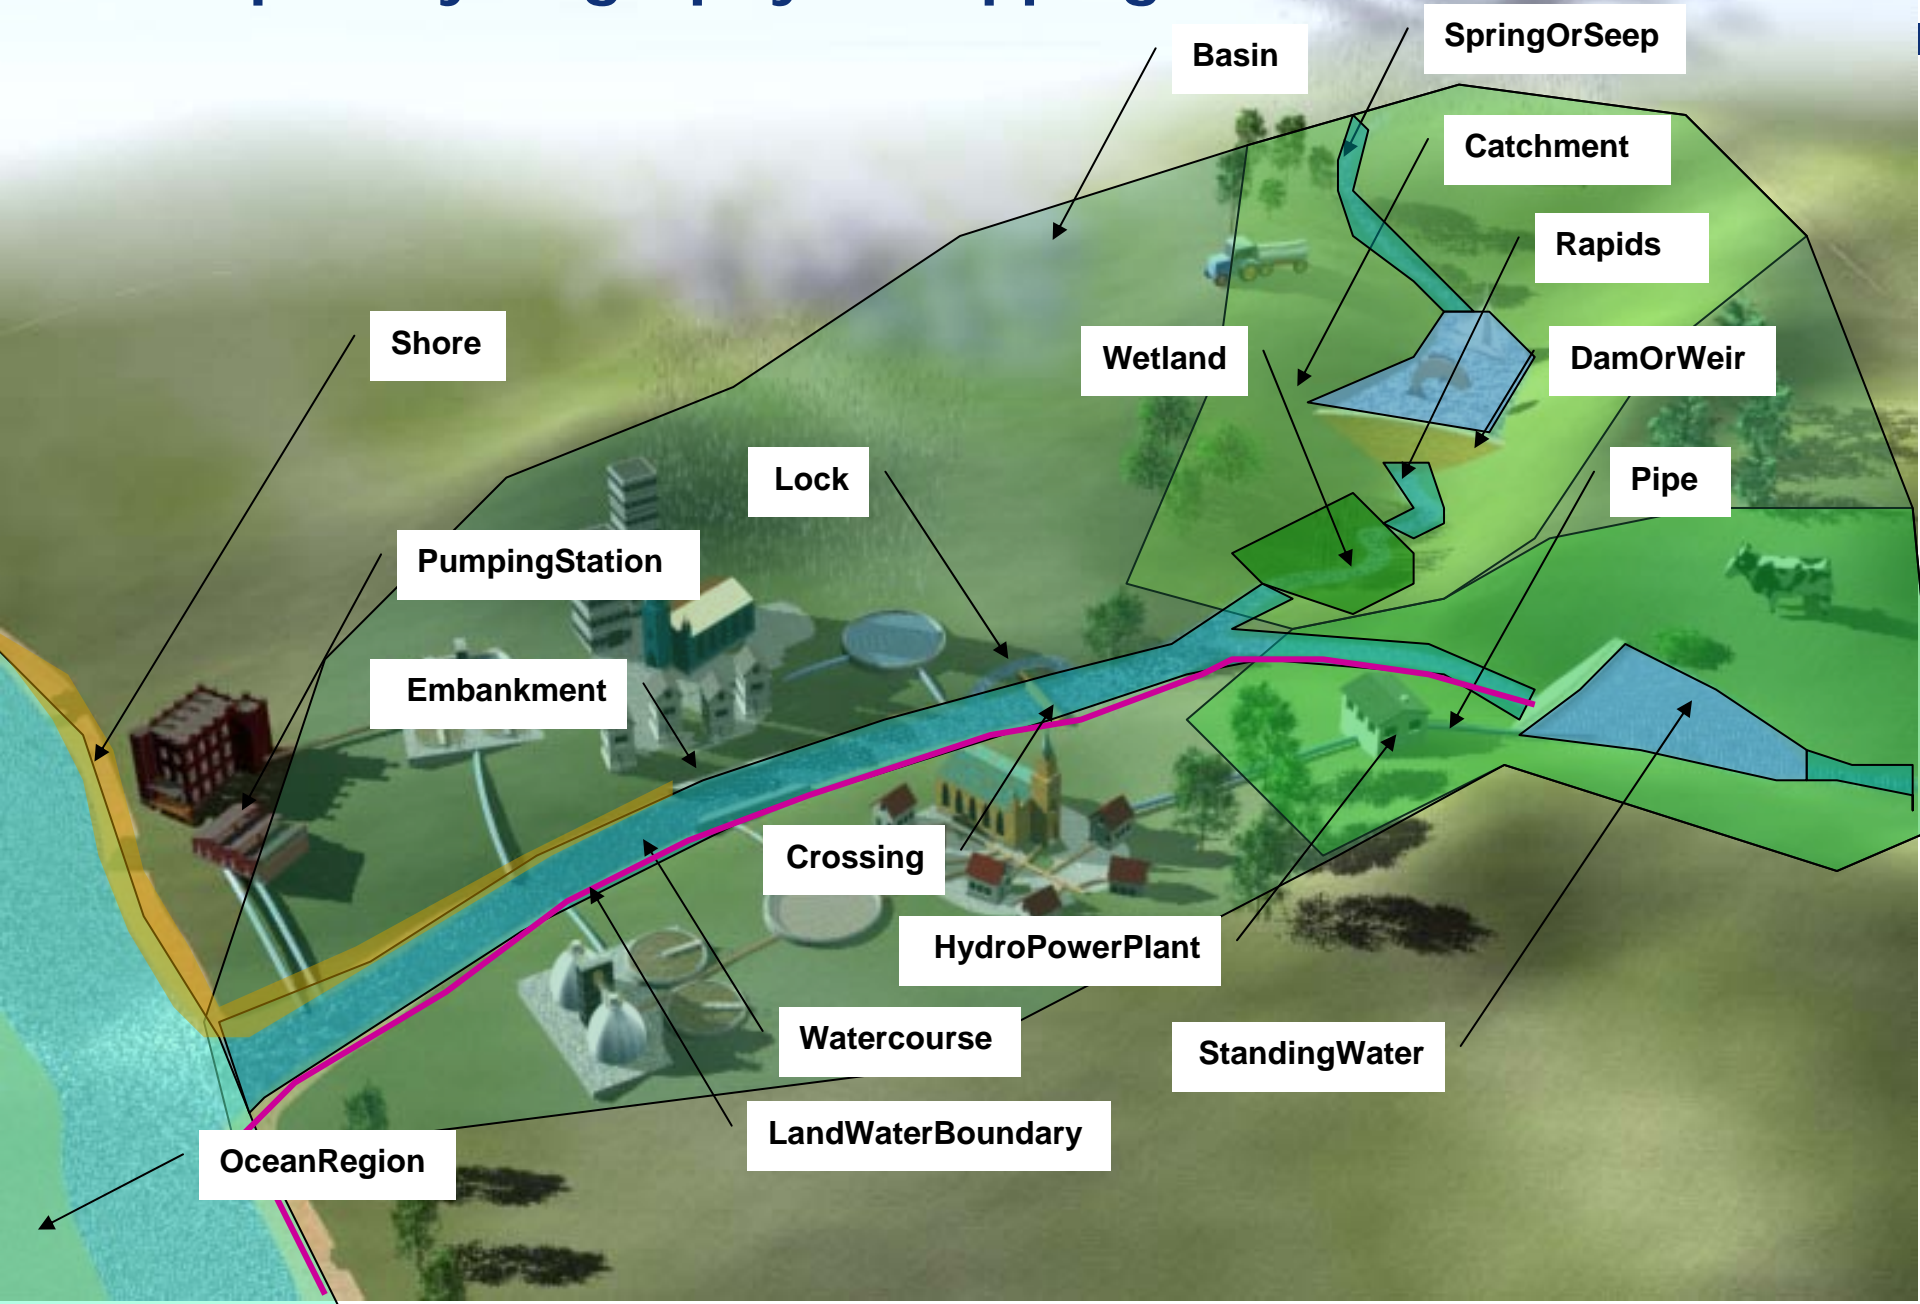 Basin
SpringOrSeep
Catchment
Rapids
Shore
Wetland
DamOrWeir
Lock
Pipe
PumpingStation
Embankment
Crossing
HydroPowerPlant
Watercourse
StandingWater
LandWaterBoundary
OceanRegion